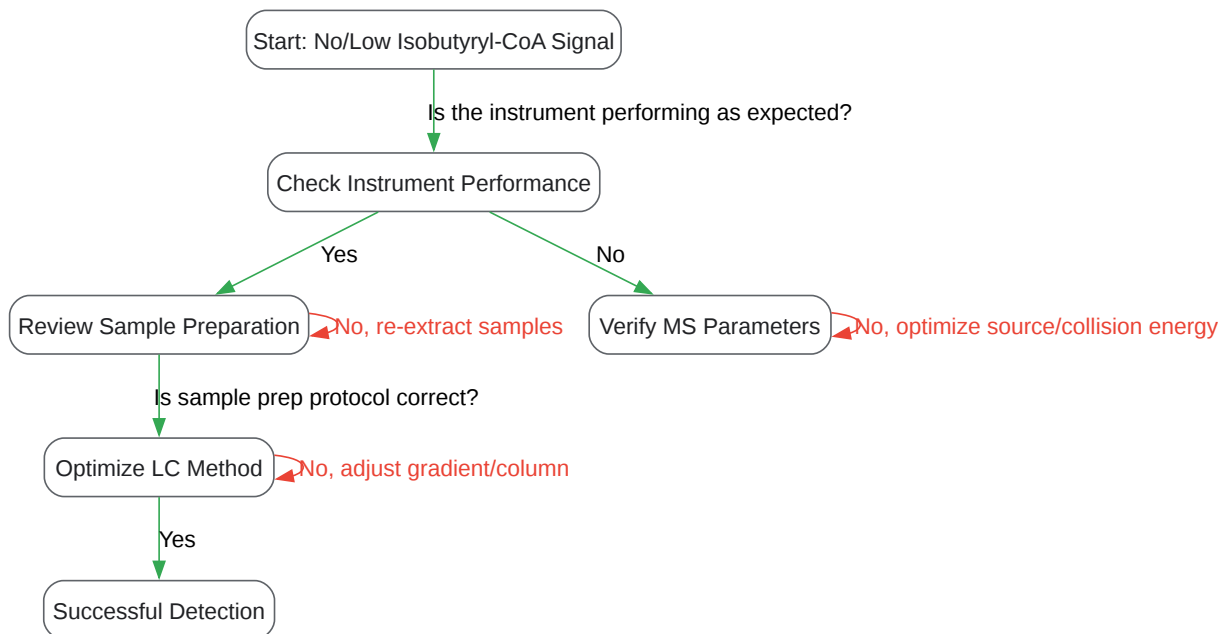 Start: No/Low Isobutyryl-CoA Signal
Is the instrument performing as expected?
Check Instrument Performance
Yes
No
Review Sample Preparation
No, re-extract samples
Verify MS Parameters
No, optimize source/collision energy
Is sample prep protocol correct?
Optimize LC Method
No, adjust gradient/column
Yes
Successful Detection